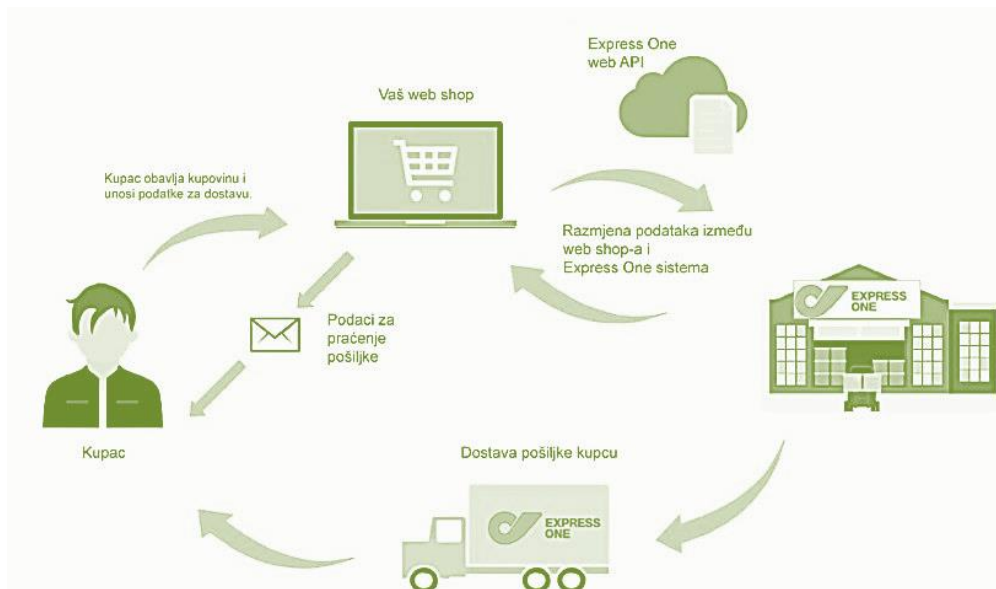 Express One
web API
Vaš web shop
Kupac obavlja kupovinu i
unosi podatke za dostavu.
Razmjena podataka između
web shop-a i
Express One sistema
EXPRESS
ONE
Podaci za
praćenje
pošiljke
Kupac
Dostava pošiljke kupcu
EXPRESS
ONE